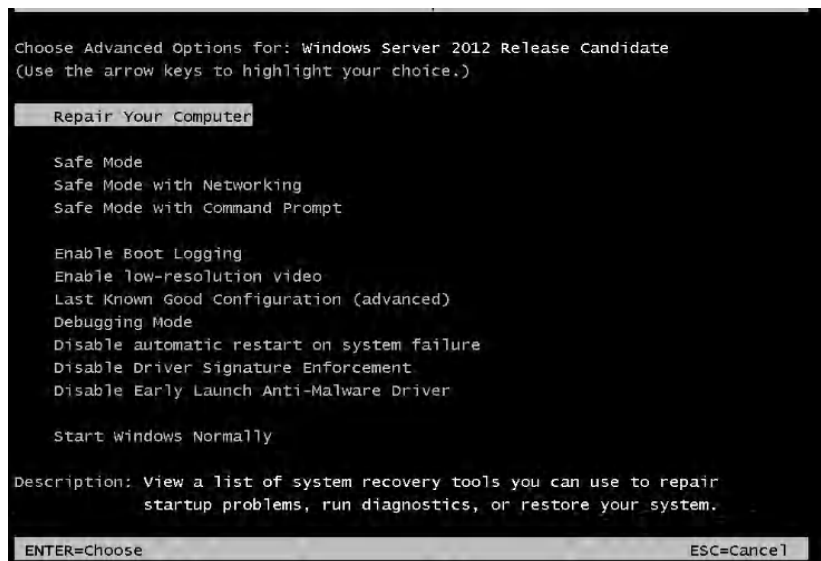 Choose Advanced Options for: Windows Server 2012 Release Candidate
(Use the arrow keys to highlight your choice.)
Repair Your Computer
Safe Mode
Safe Mode with Networking
Safe Mode with Command Prompt
Enable Boot Logging
Enable low-resolution video
Last Known Good Configuration (advanced)
Debugging Mode
Disable automatic restart on system failure
Disable Driver Signature Enforcement
Disable Early Launch Anti-Malware Driver
Start Windows Normally
Description: View a list of system recovery tools you can use to repair
startup problems, run diagnostics, or restore your system.
ENTER=Choose ESC=Cancel